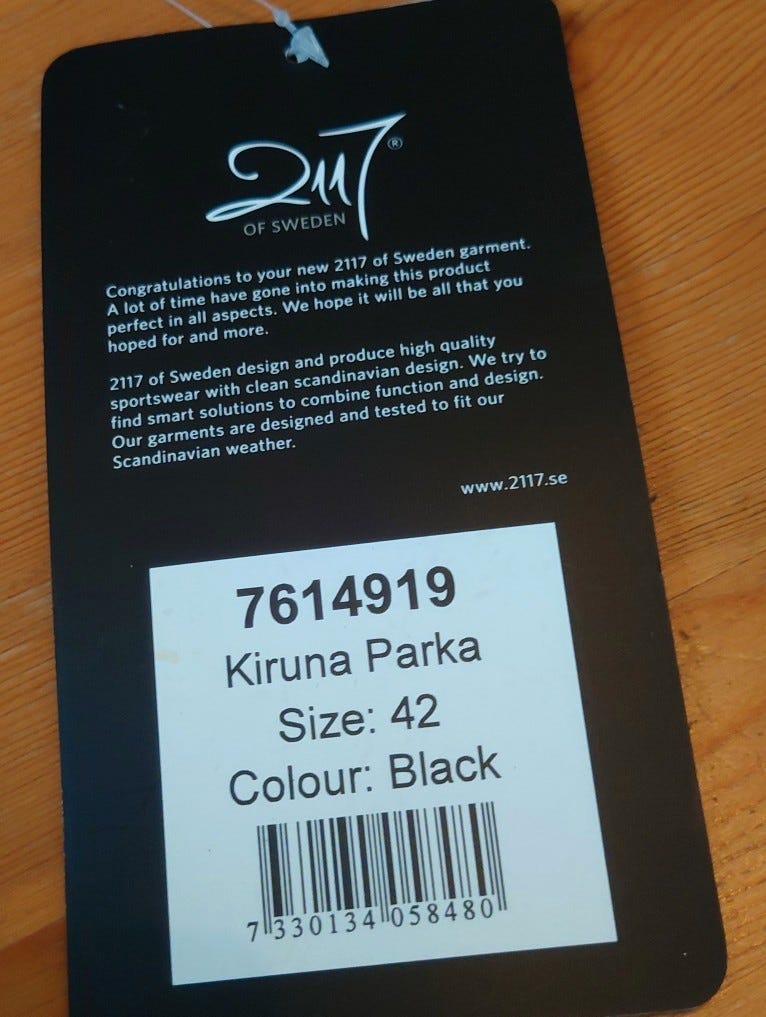 2117®
OF SWEDEN
Congratulations to your new 2117 of Sweden garment.
A lot of time have gone into making this product
perfect in all aspects. We hope it will be all that you
hoped for and more.
2117 of Sweden design and produce high quality
sportswear with clean scandinavian design. We try to
find smart solutions to combine function and design.
Our garments are designed and tested to fit our
Scandinavian weather.
www.2117.se
7614919
Kiruna Parka
Size: 42
Colour: Black
7 330134 058480